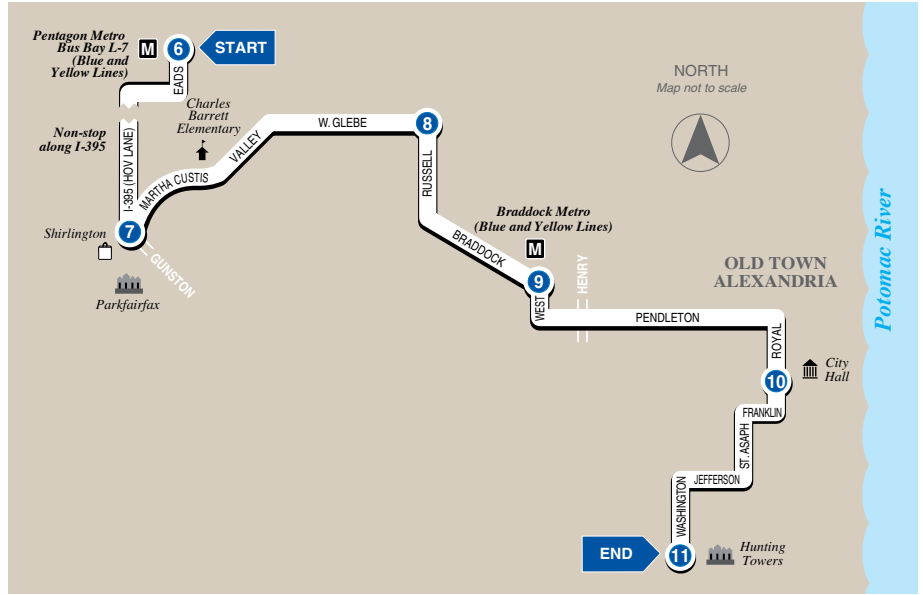 Pentagon Metro
Bus Bay L-7
(Blue and
Yellow Lines)
M
6
START
EADS
Non-stop
along I-395
I-395 (HOV LANE)
Charles
Barrett
Elementary
MARTHA CUSTIS
VALLEY
W. GLEBE
8
RUSSELL
NORTH
Map not to scale
Shirlington
7
GUNSTON
Parkfairfax
BRADDOCK
Braddock Metro
(Blue and Yellow Lines)
M
9
WEST
HENRY
PENDLETON
OLD TOWN
ALEXANDRIA
Potomac River
ROYAL
10
City
Hall
FRANKLIN
ST. ASAPH
JEFFERSON
WASHINGTON
END
11
Hunting
Towers